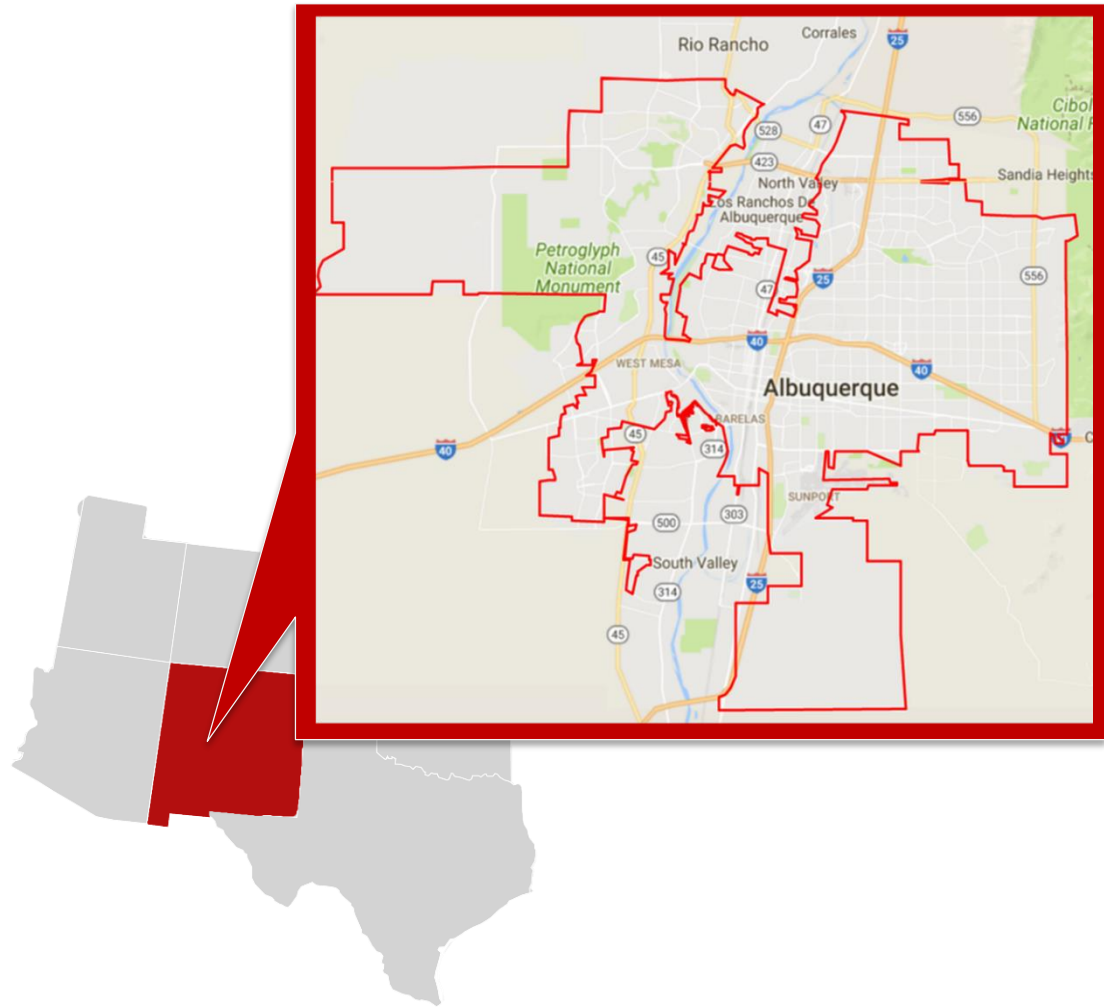 Corrales
Rio Rancho
25
Cibol
National F
556
528
47
423
Sandia Heights
North Valley
Los Ranchos De
Albuquerque
Petroglyph
National
Monument
45
25
556
47
40
WEST MESA
40
Albuquerque
BARELAS
45
C
40
314
SUNPORT
303
500
South Valley
25
314
45